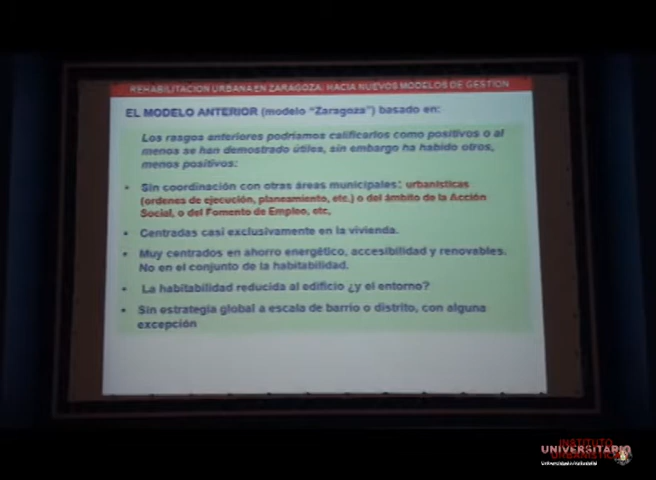 REHABILITACION URBANA EN ZARAGOZA. HACIA NUEVOS MODELOS DE GESTION
EL MODELO ANTERIOR (modelo "Zaragoza") basado en:
Los rasgos anteriores podríamos calificarlos como positivos o al
menos se han demostrado útiles, sin embargo ha habido otros,
menos positivos:
• Sin coordinación con otras áreas municipales: urbanísticas
(ordenes de ejecución, planeamiento, etc.) o del ámbito de la Acción
Social, o del Fomento de Empleo, etc,
• Centradas casi exclusivamente en la vivienda.
• Muy centrados en ahorro energético, accesibilidad y renovables.
No en el conjunto de la habitabilidad.
• La habitabilidad reducida al edificio ¿y el entorno?
• Sin estrategia global a escala de barrio o distrito, con alguna
excepción
INSTITUTO
UNIVERSITARIO
URBANÍSTICA
Universidad de Valladolid